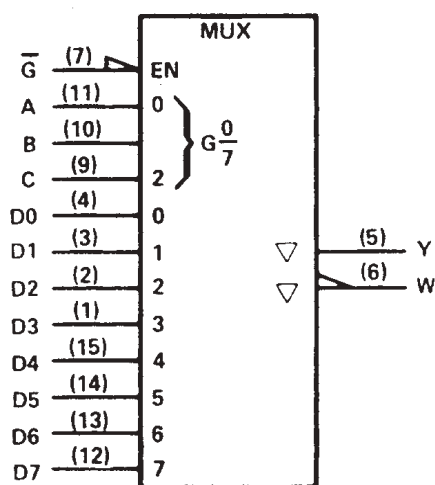 MUX
G̅ (7) EN
A (11) 0
B (10) G 0/7
C (9) 2
D0 (4) 0
D1 (3) 1 ▽ (5) Y
D2 (2) 2 ▽ (6) W
D3 (1) 3
D4 (15) 4
D5 (14) 5
D6 (13) 6
D7 (12) 7